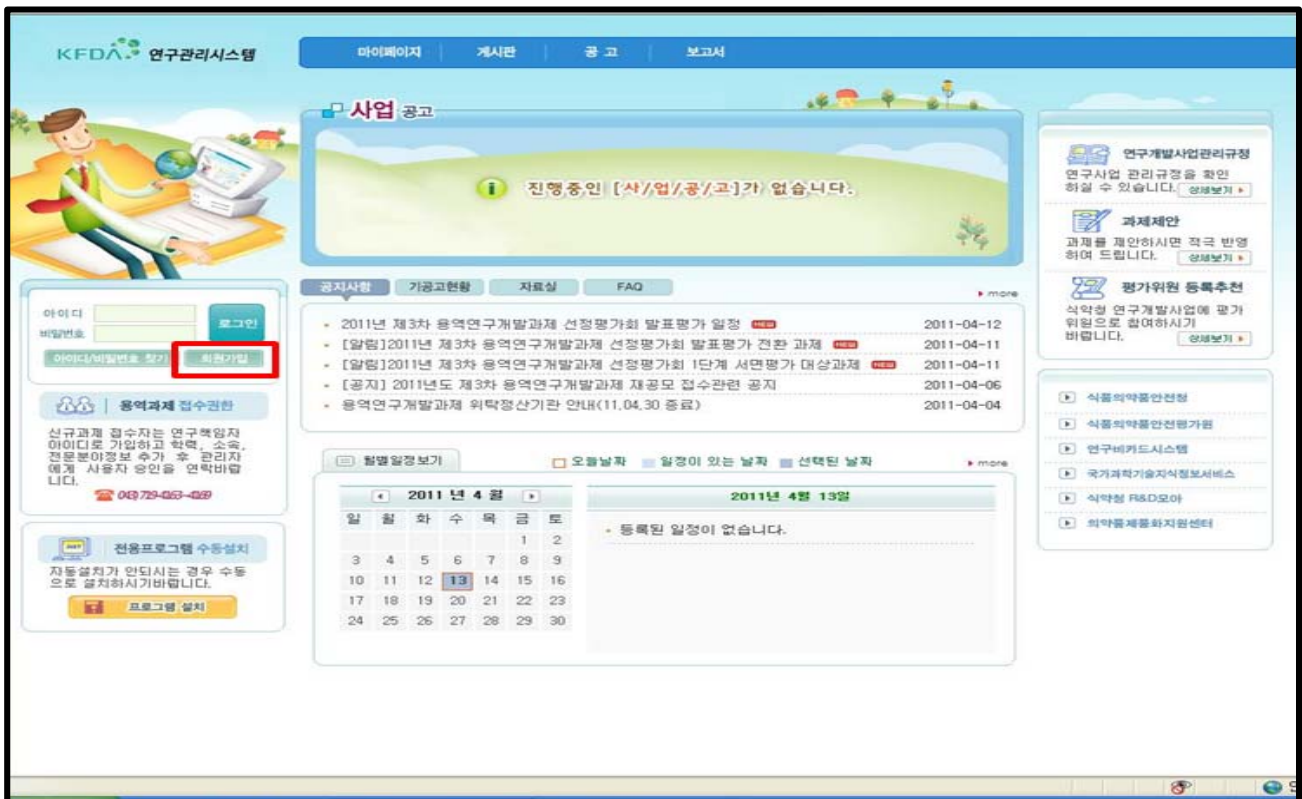 KFDA 연구관리시스템
마이페이지 게시판 공 고 보고서
사업 공고
진행중인 [사/업/공/고]가 없습니다.
연구개발사업관리규정
연구사업 관리규정을 확인
하실 수 있습니다. 상세보기
과제제안
과제를 제안하시면 적극 반영
하여 드립니다. 상세보기
평가위원 등록추천
식약청 연구개발사업에 평가
위원으로 참여하시기
바랍니다. 상세보기
아이디
비밀번호
로그인
아이디/비밀번호 찾기 회원가입
공지사항 기공고현황 자료실 FAQ more
2011년 제3차 용역연구개발과제 선정평가회 발표평가 일정 NEW 2011-04-12
[알림]2011년 제3차 용역연구개발과제 선정평가회 발표평가 전환 과제 NEW 2011-04-11
[알림]2011년 제3차 용역연구개발과제 선정평가회 1단계 서면평가 대상과제 NEW 2011-04-11
[공지] 2011년도 제3차 용역연구개발과제 재공모 접수관련 공지 2011-04-06
용역연구개발과제 위탁정산기관 안내(11.04.30 종료) 2011-04-04
용역과제 접수권한
신규과제 접수자는 연구책임자
아이디로 가입하고 학력, 소속,
전문분야정보 추가 후 관리자
에게 사용자 승인을 연락바랍
니다.
전용프로그램 수동설치
자동설치가 안되시는 경우 수동
으로 설치하시기바랍니다.
프로그램 설치
월별일정보기 오늘날짜 일정이 있는 날짜 선택된 날짜 more
2011 년 4 월
일 월 화 수 목 금 토
1 2
3 4 5 6 7 8 9
10 11 12 13 14 15 16
17 18 19 20 21 22 23
24 25 26 27 28 29 30
2011년 4월 13일
등록된 일정이 없습니다.
식품의약품안전청
식품의약품안전평가원
연구비카드시스템
국가과학기술지식정보서비스
식약청 R&D모아
의약품제품화지원센터